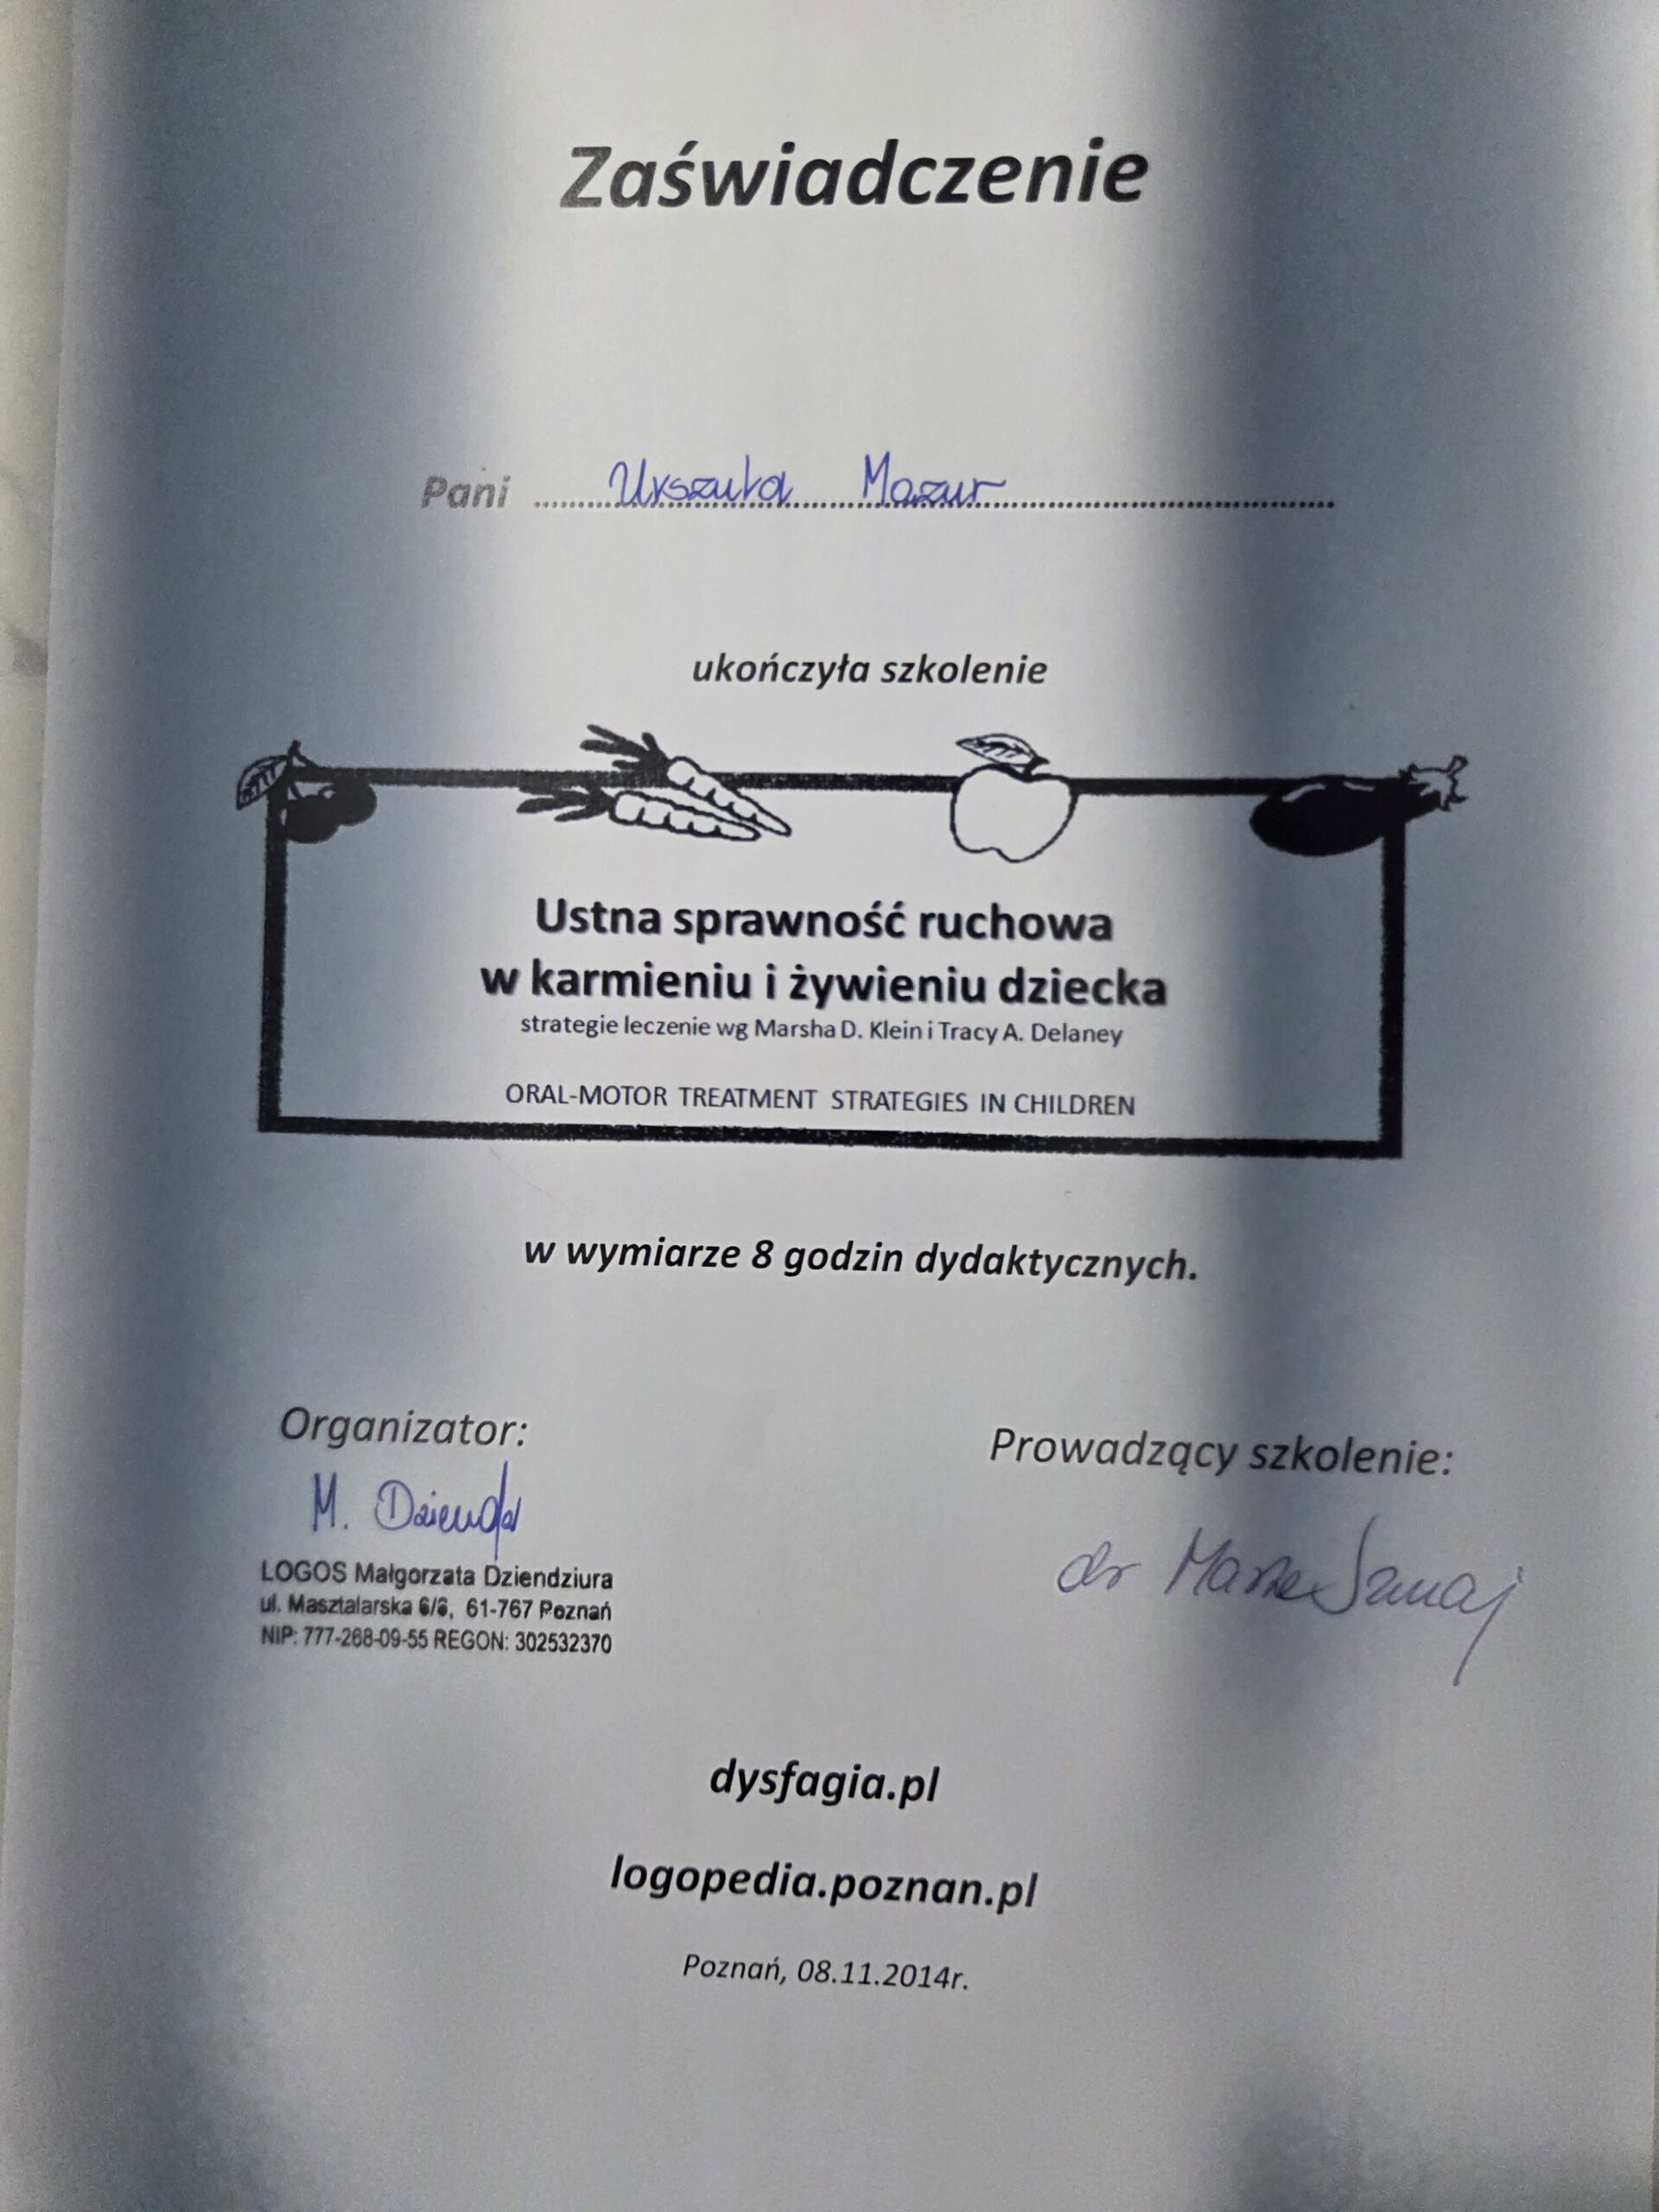 Zaświadczenie
Pani Urszula Mazur
ukończyła szkolenie
Ustna sprawność ruchowa
w karmieniu i żywieniu dziecka
strategie leczenie wg Marsha D. Klein i Tracy A. Delaney
ORAL-MOTOR TREATMENT STRATEGIES IN CHILDREN
w wymiarze 8 godzin dydaktycznych.
Organizator:
Prowadzący szkolenie:
M.
dr
LOGOS Małgorzata Dziendziura
ul. Masztalarska 6/6, 61-767 Poznań
NIP: 777-268-09-55 REGON: 302532370
dysfagia.pl
logopedia.poznan.pl
Poznań, 08.11.2014r.